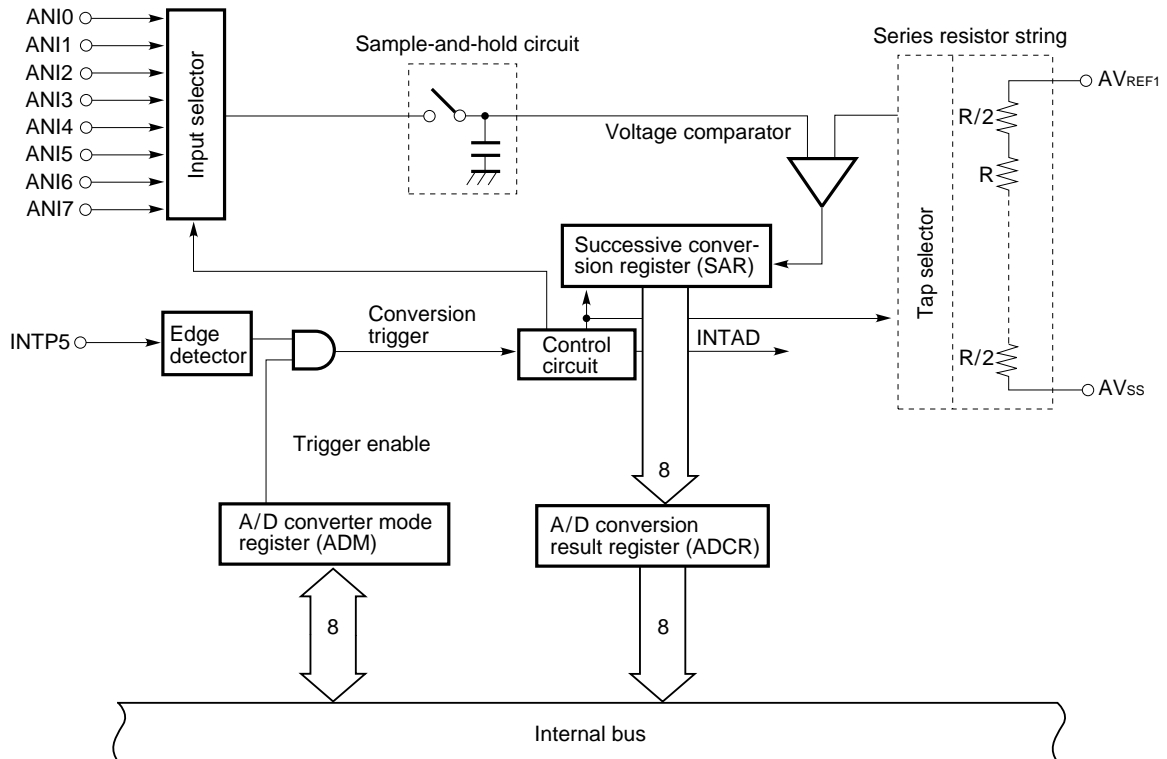 ANI0
ANI1
ANI2
ANI3
ANI4
ANI5
ANI6
ANI7
Input selector
Sample-and-hold circuit
Voltage comparator
Series resistor string
Tap selector
AVREF1
R/2
R
R/2
AVSS
Successive conver-
sion register (SAR)
INTP5
Edge
detector
Conversion
trigger
Control
circuit
INTAD
Trigger enable
8
A/D converter mode
register (ADM)
A/D conversion
result register (ADCR)
8
8
Internal bus